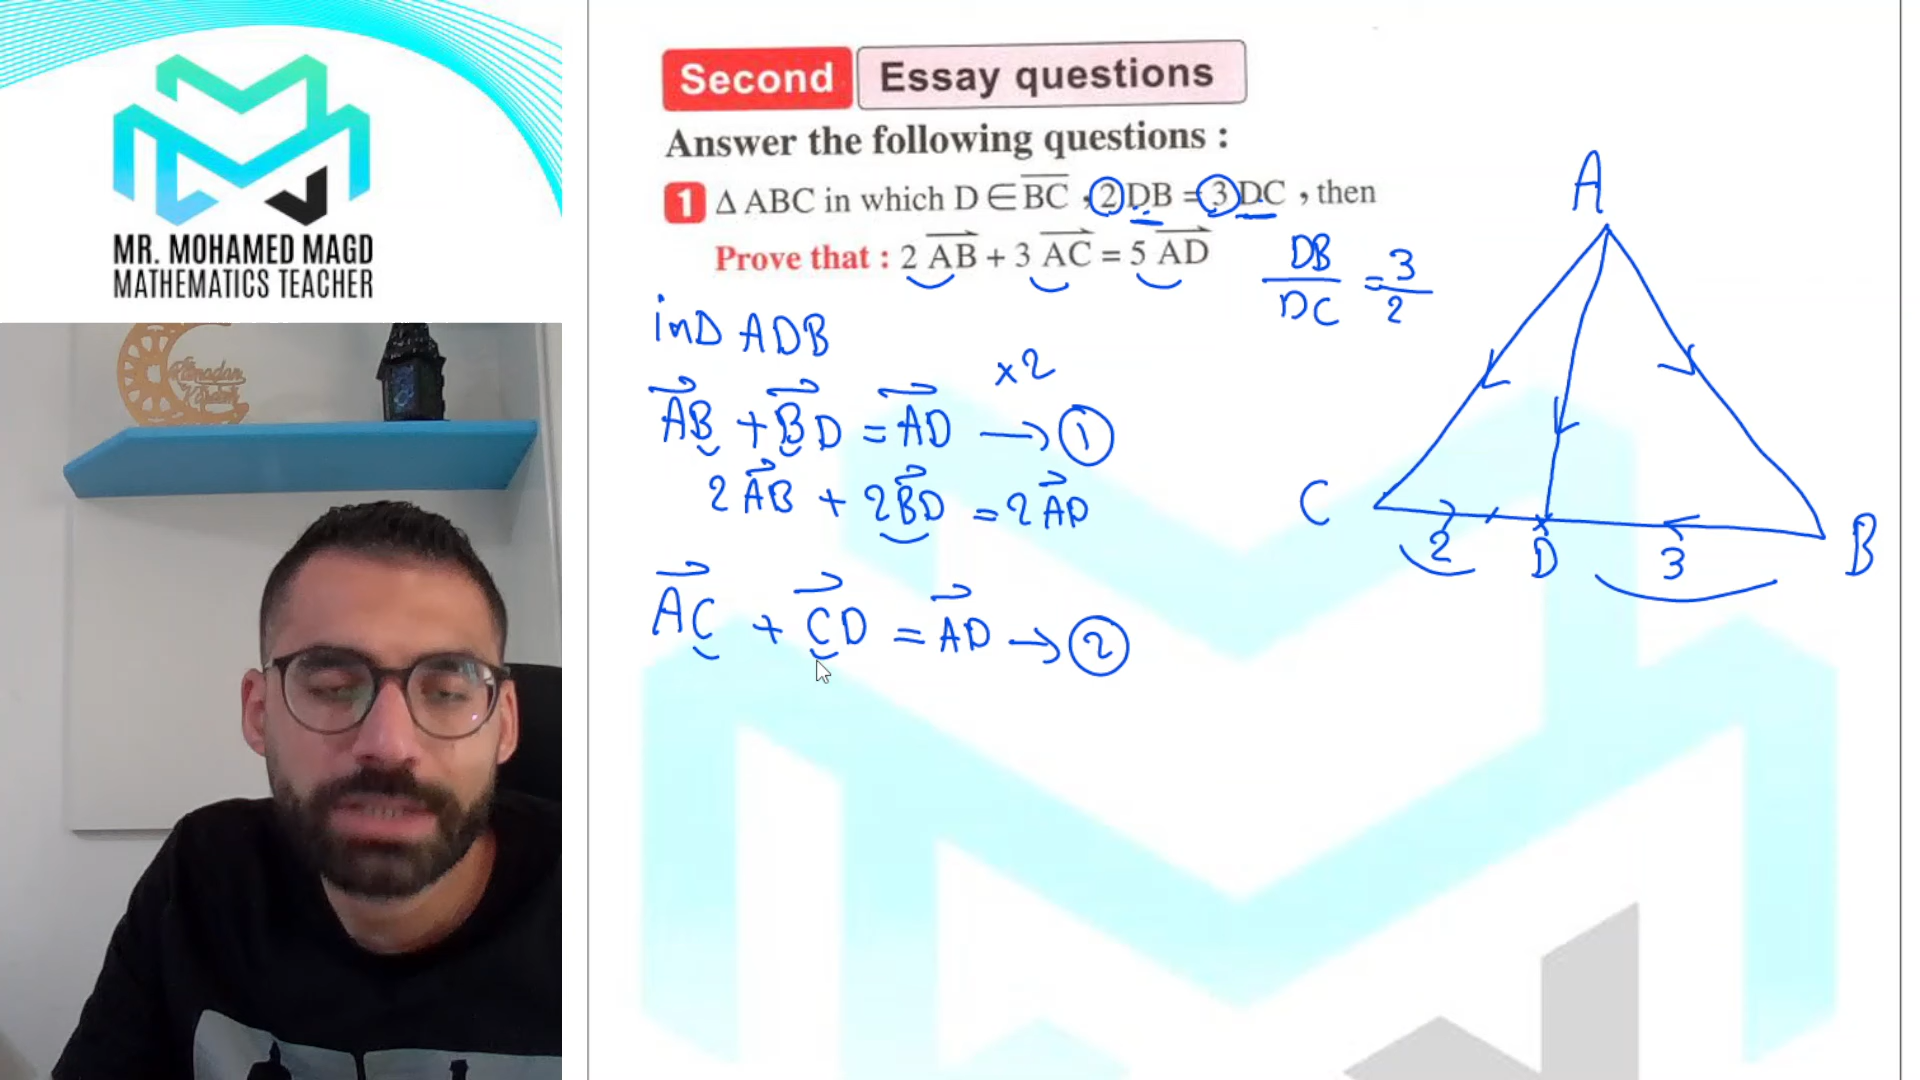 MR. MOHAMED MAGD
MATHEMATICS TEACHER
Ramadan
Second Essay questions
Answer the following questions :
1 Δ ABC in which D ∈ BC , 2 DB = 3 DC , then
Prove that : 2 AB + 3 AC = 5 AD
DB/DC = 3/2
in D ADB
×2
AB + BD = AD → ①
2 AB + 2 BD = 2 AD
AC + CD = AD → ②
A
C
2
D
3
B